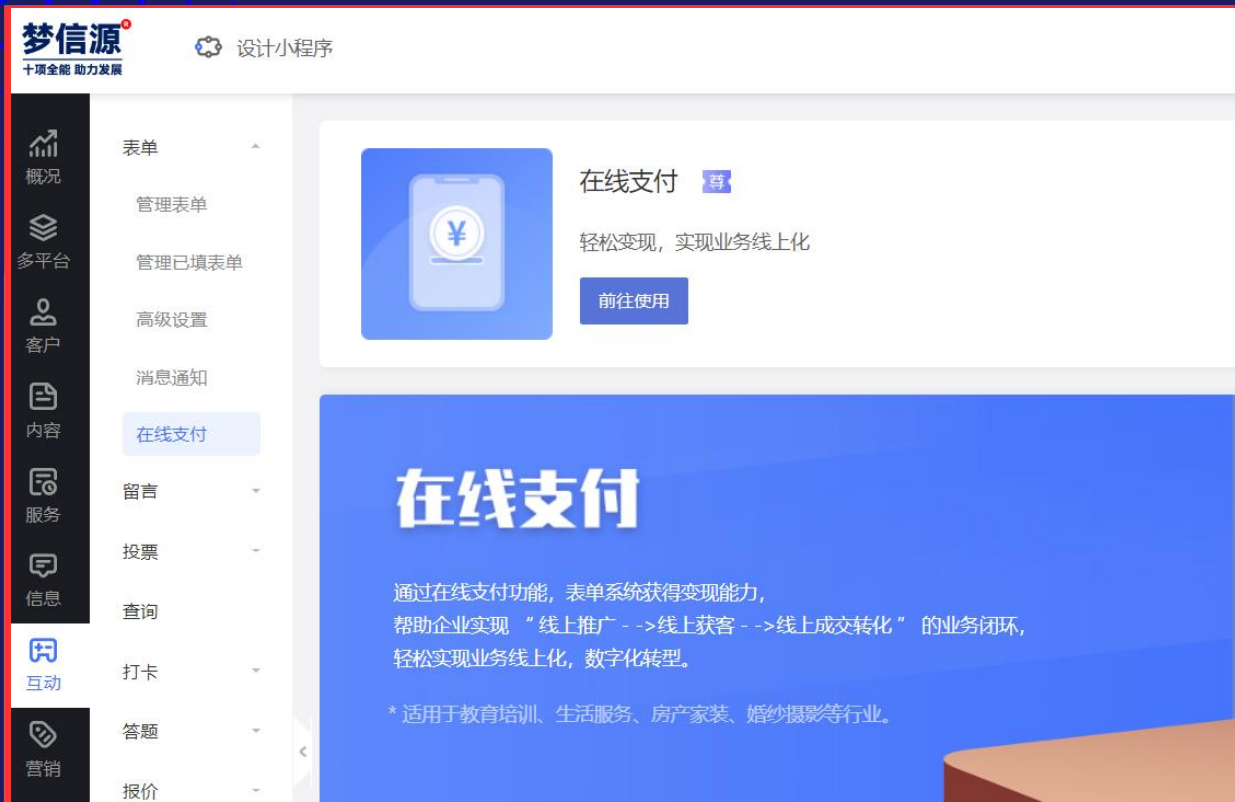 梦信源®
十项全能 助力发展
设计小程序
概况
多平台
客户
内容
服务
信息
互动
营销
表单
管理表单
管理已填表单
高级设置
消息通知
在线支付
留言
投票
查询
打卡
答题
报价
在线支付 尊
¥
轻松变现，实现业务线上化
前往使用
在线支付
通过在线支付功能，表单系统获得变现能力，
帮助企业实现 “ 线上推广 - ->线上获客 - ->线上成交转化 ” 的业务闭环，
轻松实现业务线上化，数字化转型。
* 适用于教育培训、生活服务、房产家装、婚纱摄影等行业。